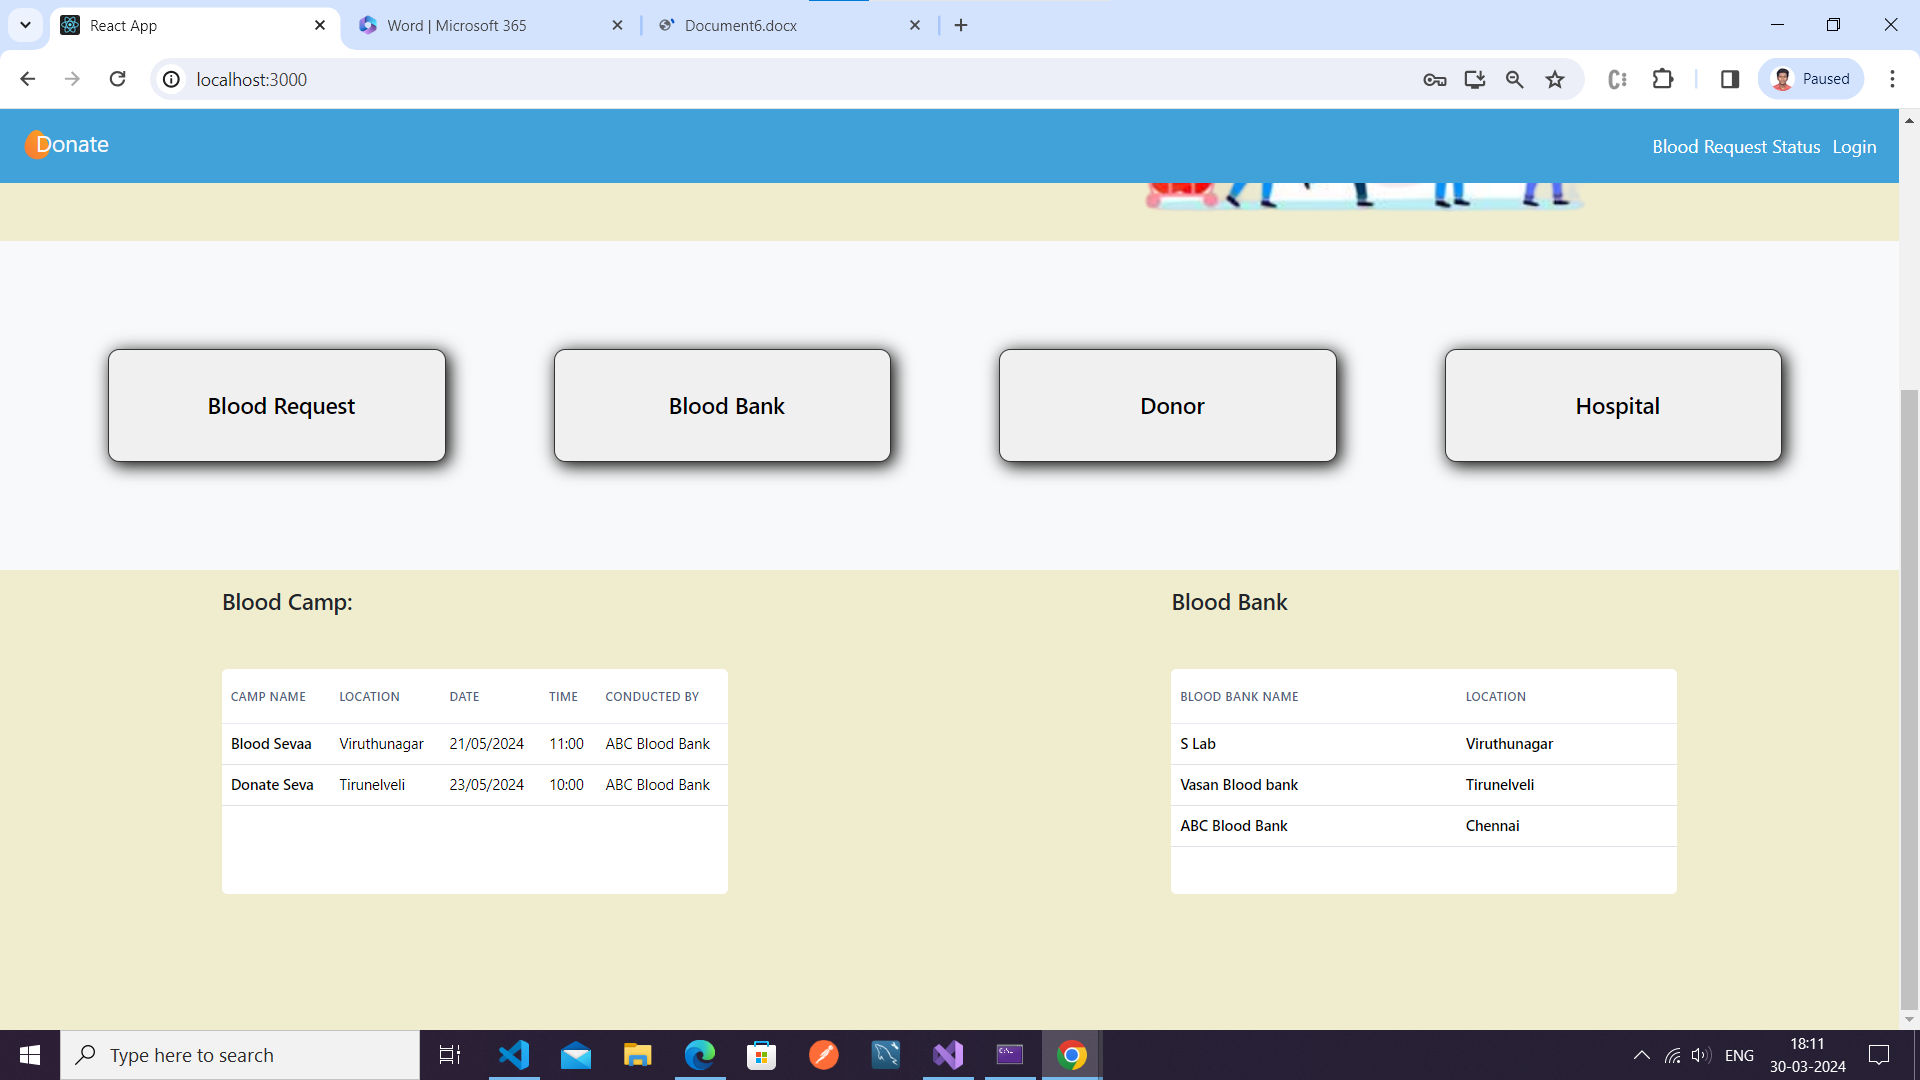 React App
Word | Microsoft 365
Document6.docx
localhost:3000
Paused
Donate
Blood Request Status Login
Blood Request
Blood Bank
Donor
Hospital
Blood Camp:
CAMP NAME LOCATION DATE TIME CONDUCTED BY
Blood Sevaa Viruthunagar 21/05/2024 11:00 ABC Blood Bank
Donate Seva Tirunelveli 23/05/2024 10:00 ABC Blood Bank
Blood Bank
BLOOD BANK NAME LOCATION
S Lab Viruthunagar
Vasan Blood bank Tirunelveli
ABC Blood Bank Chennai
Type here to search
ENG
18:11
30-03-2024